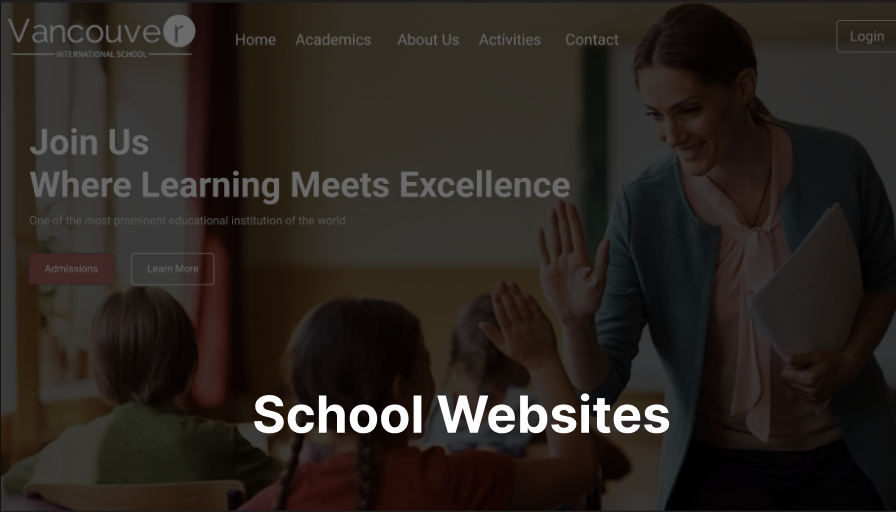 Vancouver
INTERNATIONAL SCHOOL
Home Academics About Us Activities Contact
Login
Join Us
Where Learning Meets Excellence
One of the most prominent educational institution of the world
Admissions Learn More
School Websites